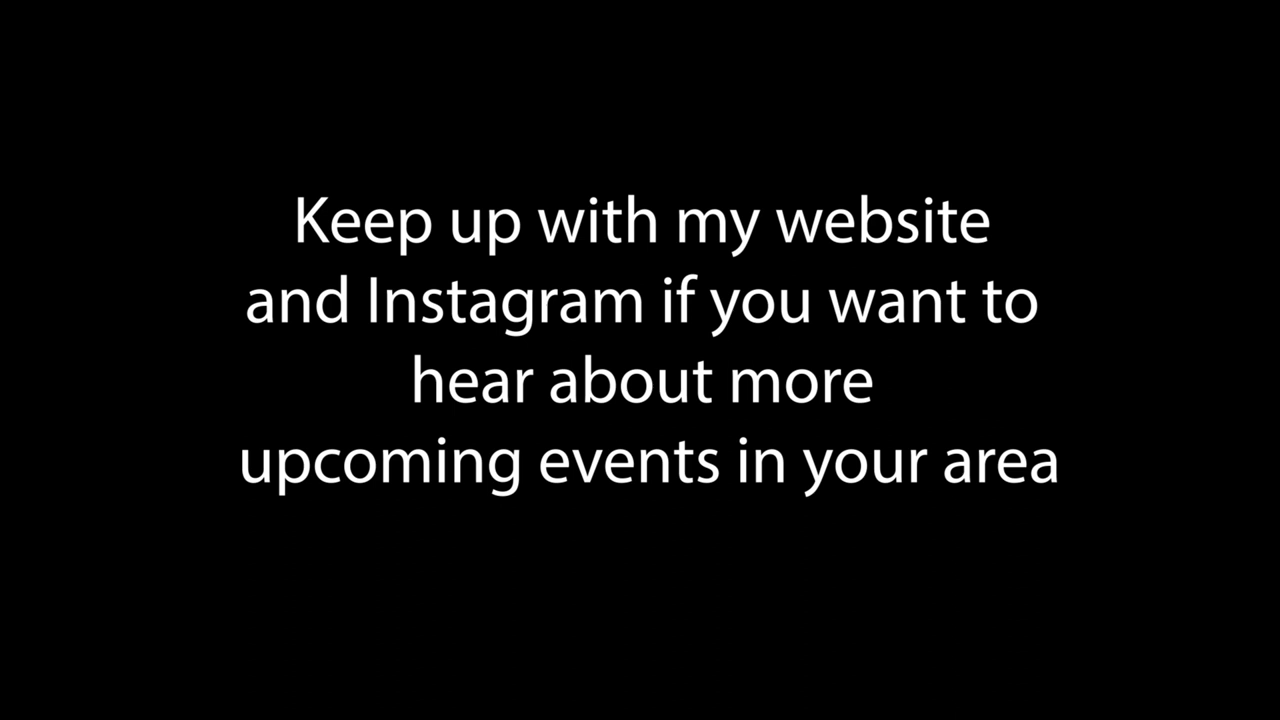 Keep up with my website
and Instagram if you want to
hear about more
upcoming events in your area